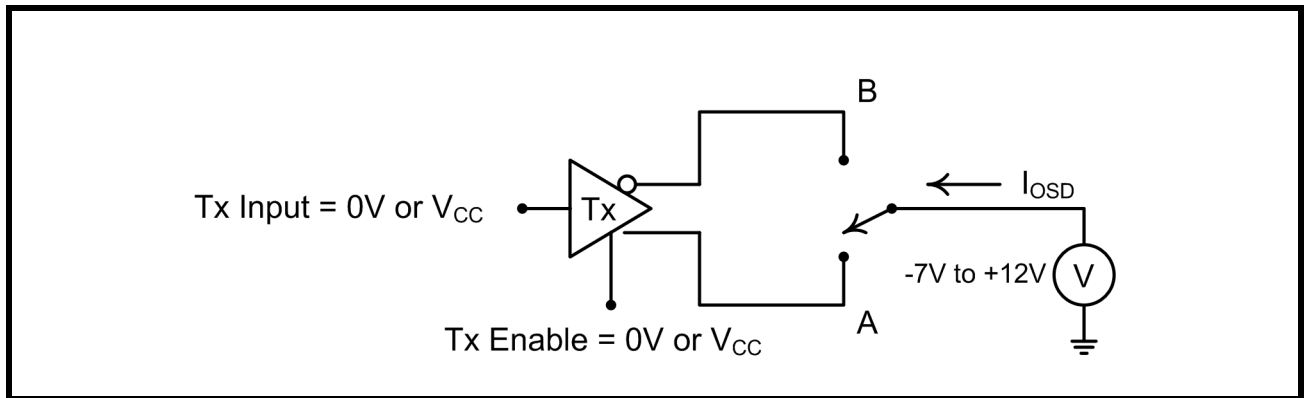 B
I_OSD
Tx Input = 0V or V_CC
Tx
-7V to +12V
V
A
Tx Enable = 0V or V_CC